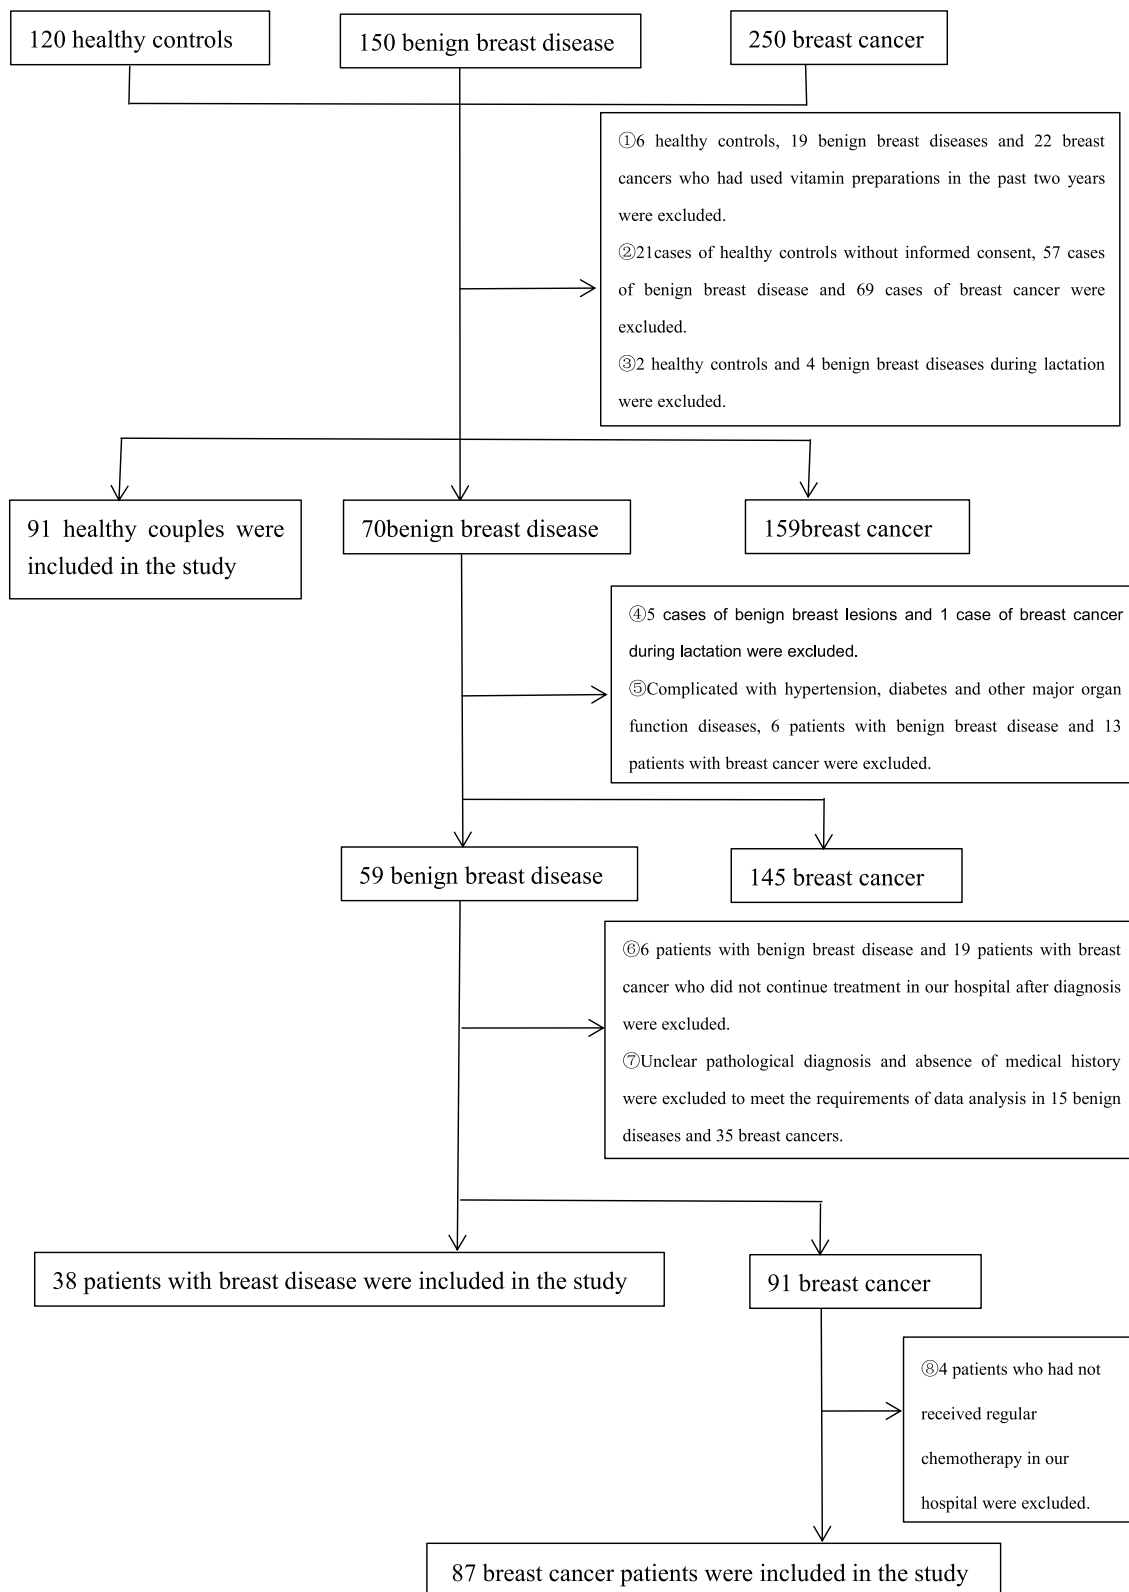 120 healthy controls
150 benign breast disease
250 breast cancer
①6 healthy controls, 19 benign breast diseases and 22 breast
cancers who had used vitamin preparations in the past two years
were excluded.
②21cases of healthy controls without informed consent, 57 cases
of benign breast disease and 69 cases of breast cancer were
excluded.
③2 healthy controls and 4 benign breast diseases during lactation
were excluded.
91 healthy couples were
included in the study
70benign breast disease
159breast cancer
④5 cases of benign breast lesions and 1 case of breast cancer
during lactation were excluded.
⑤Complicated with hypertension, diabetes and other major organ
function diseases, 6 patients with benign breast disease and 13
patients with breast cancer were excluded.
59 benign breast disease
145 breast cancer
⑥6 patients with benign breast disease and 19 patients with breast
cancer who did not continue treatment in our hospital after diagnosis
were excluded.
⑦Unclear pathological diagnosis and absence of medical history
were excluded to meet the requirements of data analysis in 15 benign
diseases and 35 breast cancers.
38 patients with breast disease were included in the study
91 breast cancer
⑧4 patients who had not
received regular
chemotherapy in our
hospital were excluded.
87 breast cancer patients were included in the study